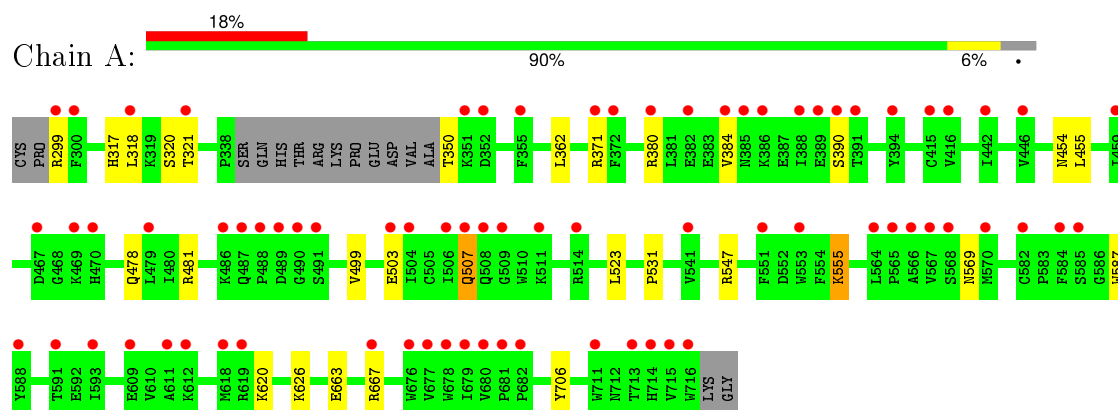 18%
Chain A:
90% 6% •
CYS PRO R299 F300 H317 L318 K319 S320 T321 P338 SER GLN HIS THR ARG LYS PRO GLU ASP VAL ALA T350 K351 D352 F355 L362 R371 F372 R380 L381 E382 E383 V384 N385 K386 E387 I388 E389 S390 T391 Y394 C415 V416 I442 V446 N454 L455 I459
D467 G468 K469 H470 Q478 L479 I480 R481 K486 Q487 P488 D489 G490 S491 V499 E503 I504 C505 I506 Q507 Q508 G509 W510 K511 R514 L523 P531 V541 R547 F551 D552 W553 F554 K555 L564 P565 A566 V567 S568 N569 M570 C582 P583 F584 S585 G586 W587
Y588 T591 E592 I593 E609 V610 A611 K612 M618 R619 K620 K626 E663 R667 W676 V677 W678 I679 V680 P681 P682 Y706 W711 N712 T713 H714 V715 W716 LYS GLY